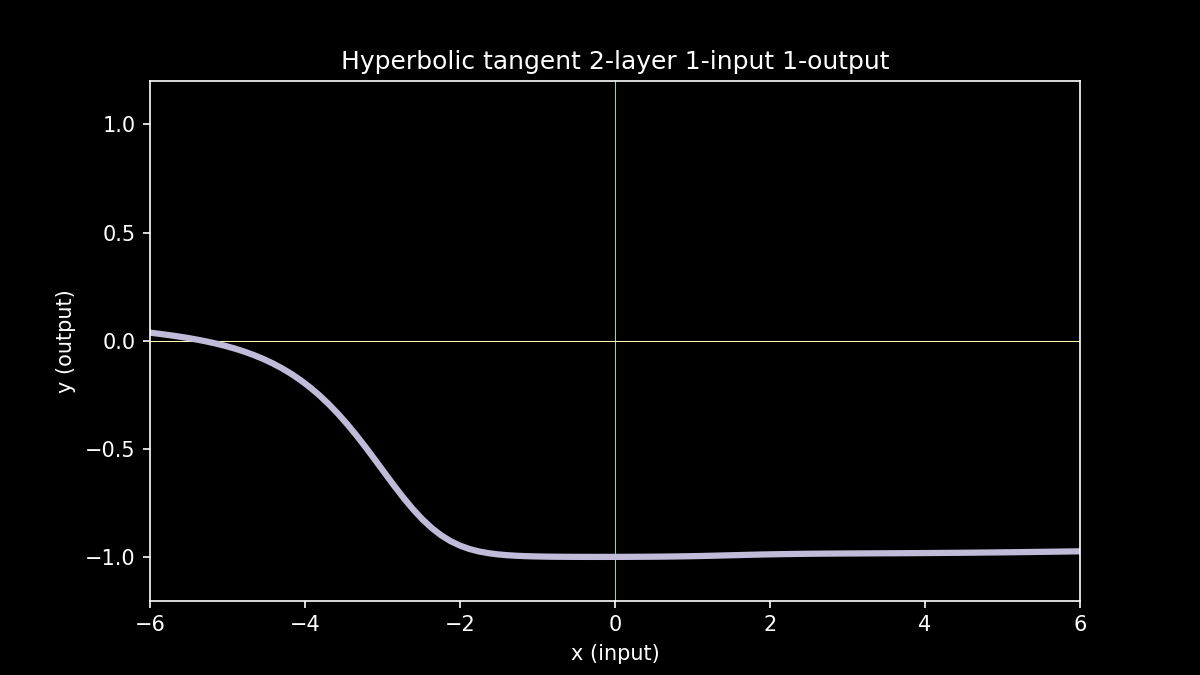 Hyperbolic tangent 2-layer 1-input 1-output
1.0
0.5
0.0
−0.5
−1.0
y (output)
−6 −4 −2 0 2 4 6
x (input)